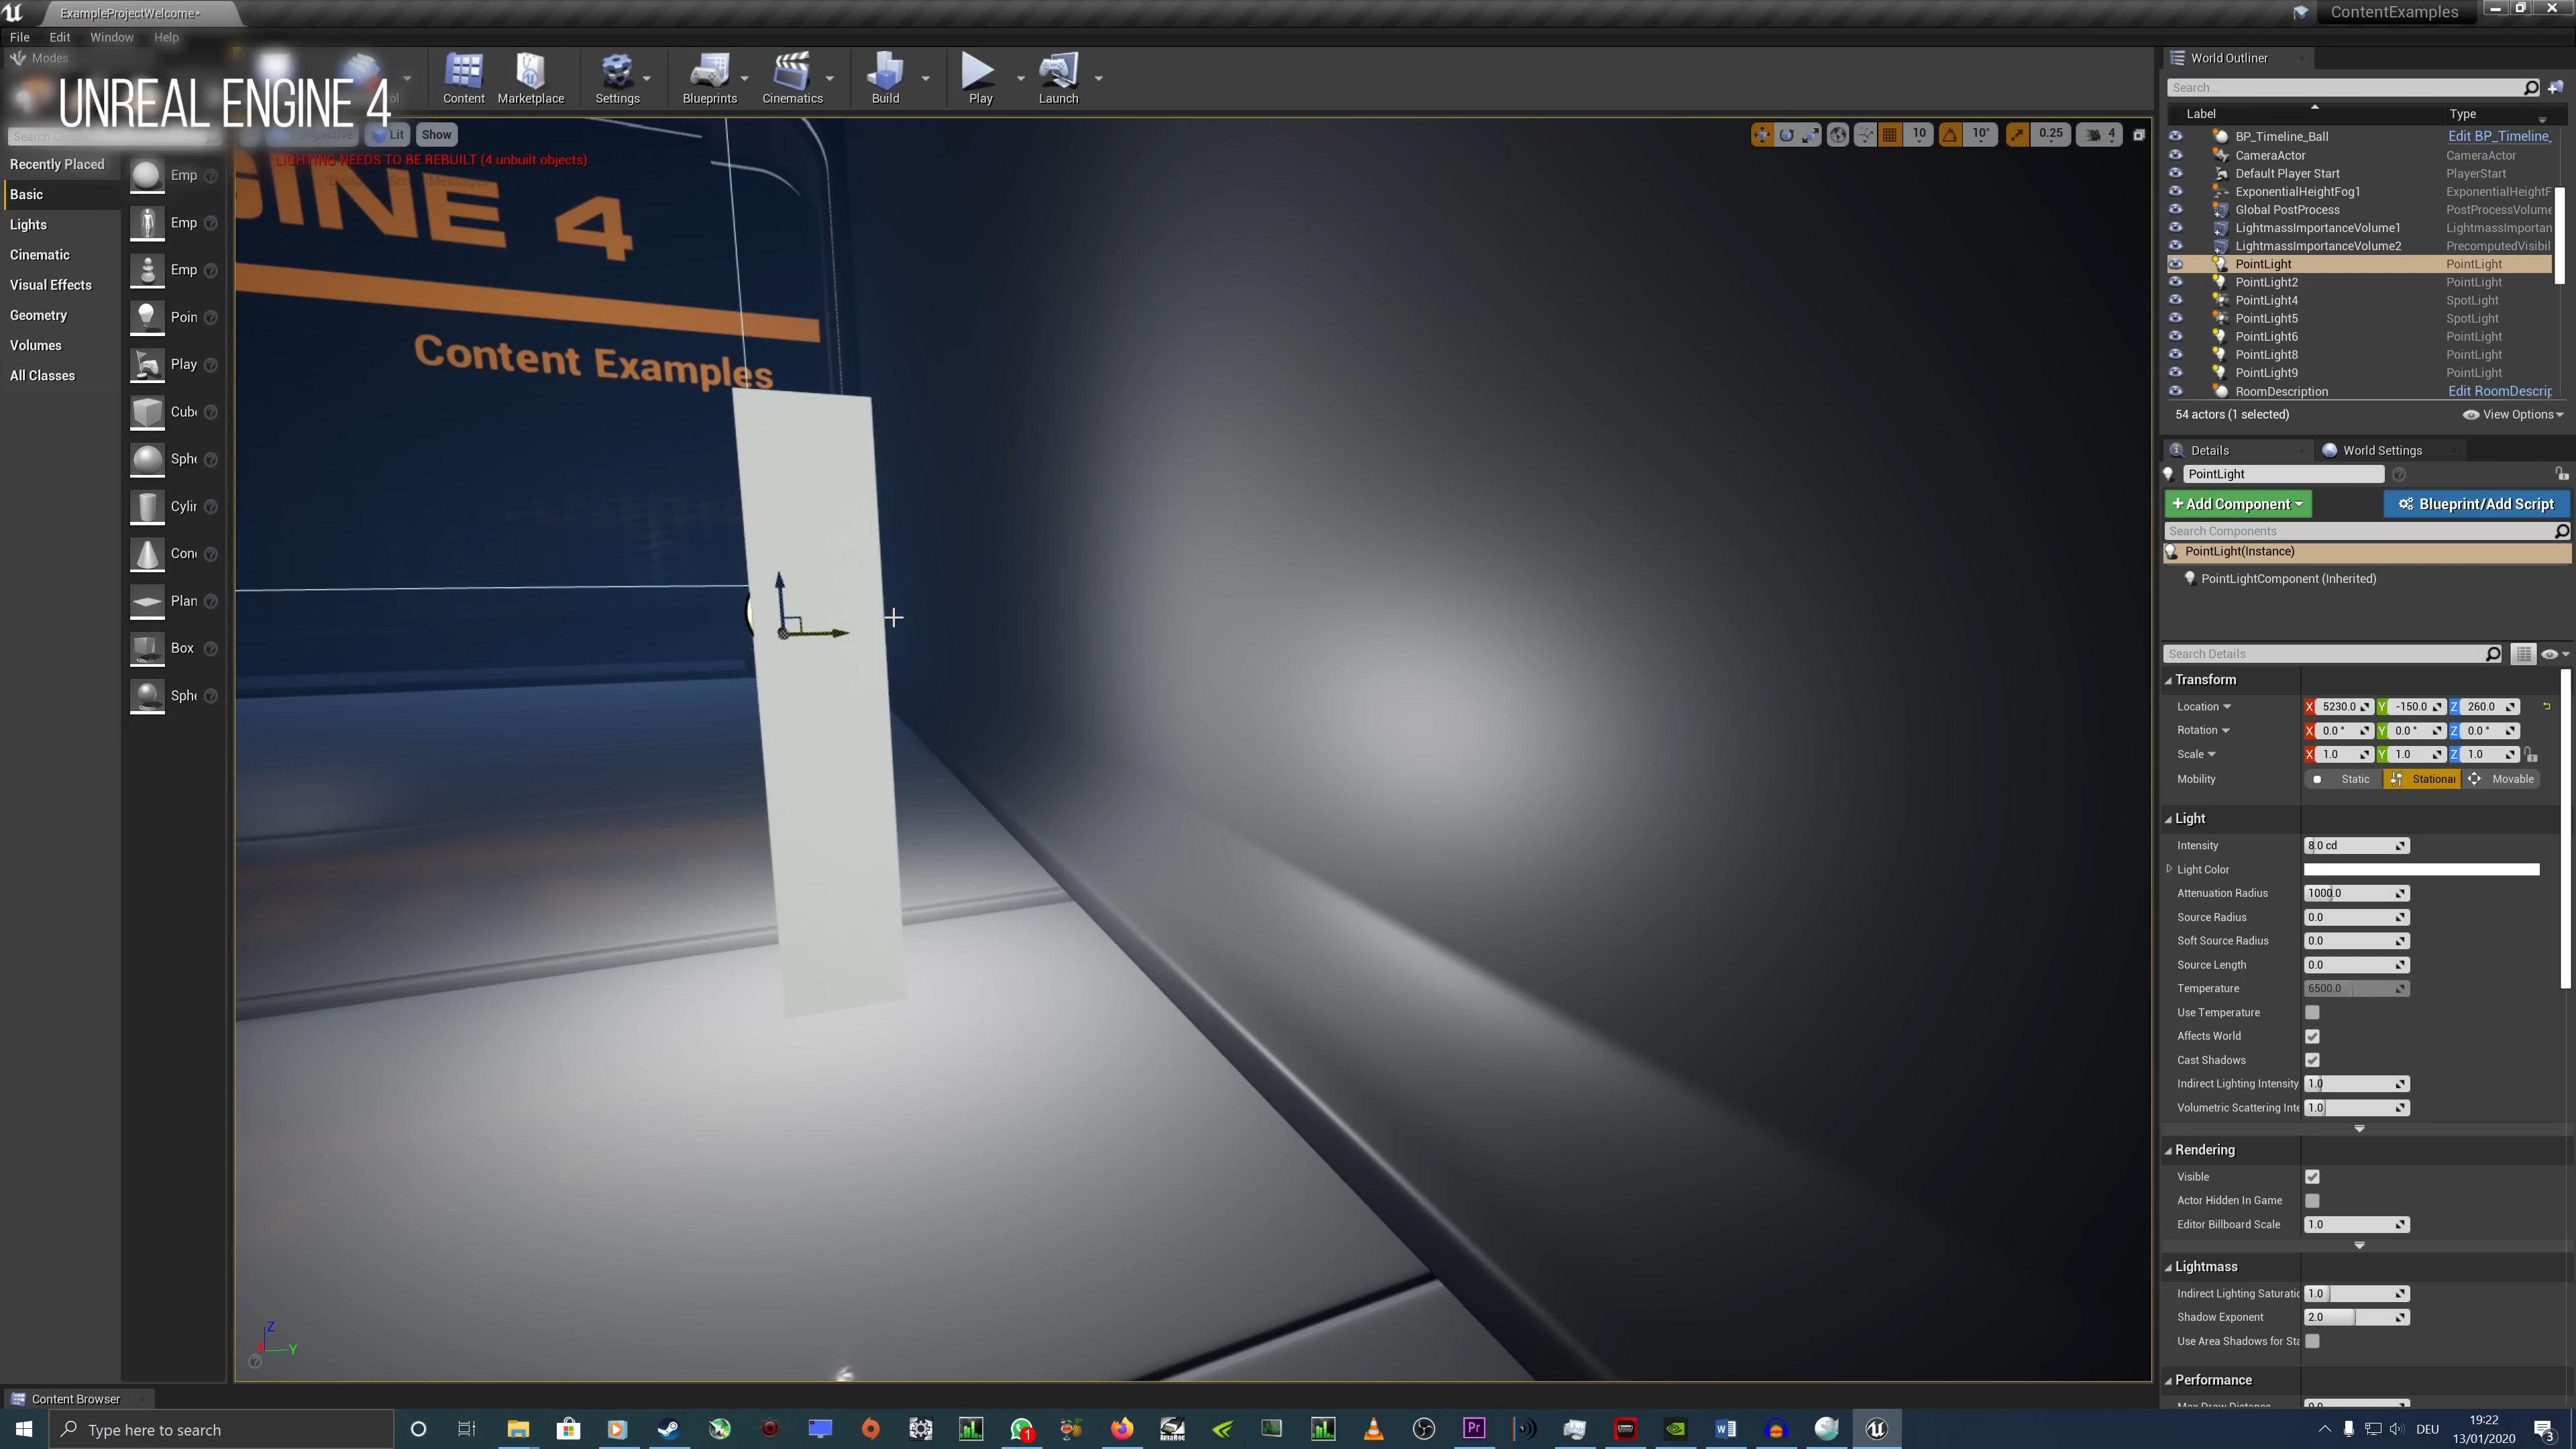 ExampleProjectWelcome*
ContentExamples
File Edit Window Help
Modes
UNREAL ENGINE 4
Content Marketplace Settings Blueprints Cinematics Build Play Launch
Lit Show
10 10° 0.25 4
LIGHTING NEEDS TO BE REBUILT (4 unbuilt objects)
Recently Placed
Basic
Lights
Cinematic
Visual Effects
Geometry
Volumes
All Classes
Emp
Emp
Emp
Poin
Play
Cub
Sphe
Cylin
Con
Plan
Box
Sphe
GINE 4
Content Examples
Z
Y
World Outliner
Search...
Label Type
BP_Timeline_Ball Edit BP_Timeline_
CameraActor CameraActor
Default Player Start PlayerStart
ExponentialHeightFog1 ExponentialHeightF
Global PostProcess PostProcessVolume
LightmassImportanceVolume1 LightmassImportan
LightmassImportanceVolume2 PrecomputedVisibil
PointLight PointLight
PointLight2 PointLight
PointLight4 SpotLight
PointLight5 SpotLight
PointLight6 PointLight
PointLight8 PointLight
PointLight9 PointLight
RoomDescription Edit RoomDescrip
54 actors (1 selected) View Options
Details World Settings
PointLight
+Add Component Blueprint/Add Script
Search Components
PointLight(Instance)
PointLightComponent (Inherited)
Search Details
Transform
Location X 5230.0 Y -150.0 Z 260.0
Rotation X 0.0 ° Y 0.0 ° Z 0.0 °
Scale X 1.0 Y 1.0 Z 1.0
Mobility Static Stationar Movable
Light
Intensity 8.0 cd
Light Color
Attenuation Radius 1000.0
Source Radius 0.0
Soft Source Radius 0.0
Source Length 0.0
Temperature 6500.0
Use Temperature
Affects World
Cast Shadows
Indirect Lighting Intensity 1.0
Volumetric Scattering Inte 1.0
Rendering
Visible
Actor Hidden In Game
Editor Billboard Scale 1.0
Lightmass
Indirect Lighting Saturatio 1.0
Shadow Exponent 2.0
Use Area Shadows for Sta
Performance
Content Browser
Type here to search
1
Pr
DEU
19:22
13/01/2020
3